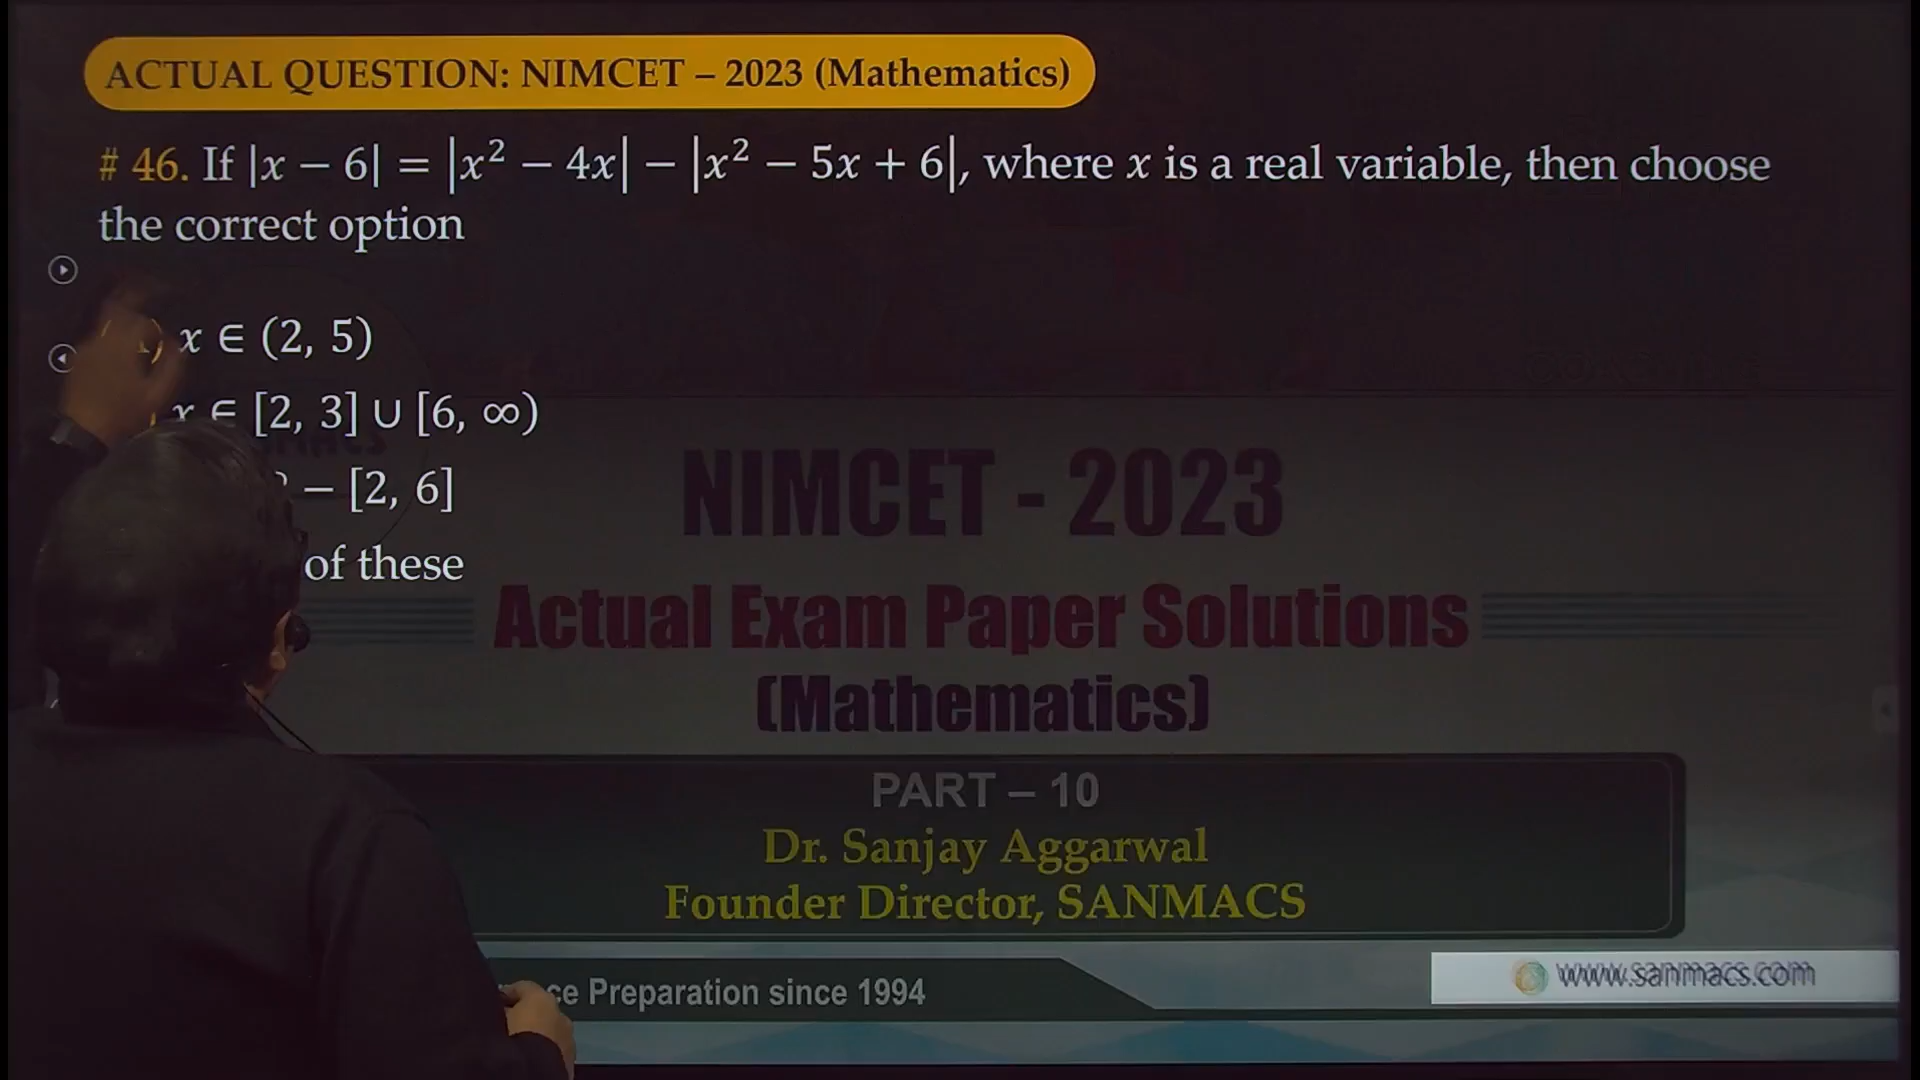 ACTUAL QUESTION: NIMCET – 2023 (Mathematics)
# 46. If |x − 6| = |x² − 4x| − |x² − 5x + 6|, where x is a real variable, then choose
the correct option
x ∈ (2, 5)
x ∈ [2, 3] ∪ [6, ∞)
− [2, 6]
of these
NIMCET - 2023
Actual Exam Paper Solutions
(Mathematics)
PART – 10
Dr. Sanjay Aggarwal
Founder Director, SANMACS
Preparation since 1994
www.sanmacs.com